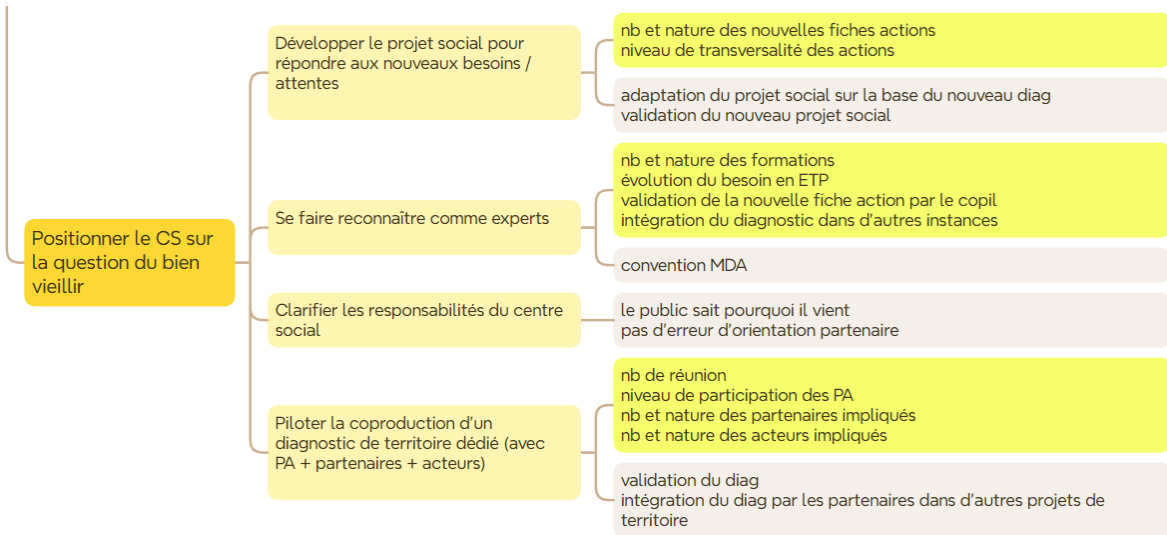 Positionner le CS sur
la question du bien
vieillir
Développer le projet social pour
répondre aux nouveaux besoins /
attentes
nb et nature des nouvelles fiches actions
niveau de transversalité des actions
adaptation du projet social sur la base du nouveau diag
validation du nouveau projet social
Se faire reconnaître comme experts
nb et nature des formations
évolution du besoin en ETP
validation de la nouvelle fiche action par le copil
intégration du diagnostic dans d'autres instances
convention MDA
Clarifier les responsabilités du centre
social
le public sait pourquoi il vient
pas d'erreur d'orientation partenaire
Piloter la coproduction d'un
diagnostic de territoire dédié (avec
PA + partenaires + acteurs)
nb de réunion
niveau de participation des PA
nb et nature des partenaires impliqués
nb et nature des acteurs impliqués
validation du diag
intégration du diag par les partenaires dans d'autres projets de
territoire